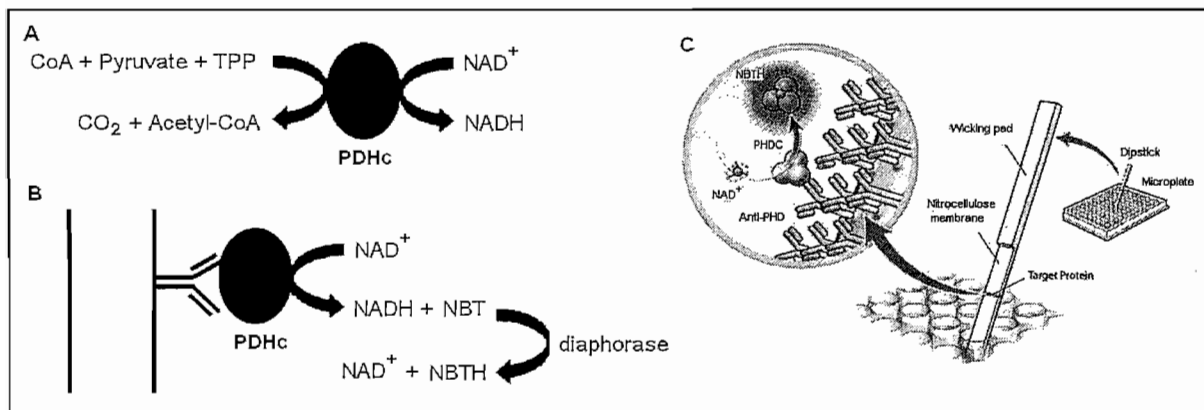 A
CoA + Pyruvate + TPP
NAD+
CO2 + Acetyl-CoA
NADH
PDHc
B
NAD+
PDHc
NADH + NBT
diaphorase
NAD+ + NBTH
C
NBTH
PHDC
NAD+
Anti-PHD
Wicking pad
Dipstick
Microplate
Nitrocellulose
membrane
Target Protein